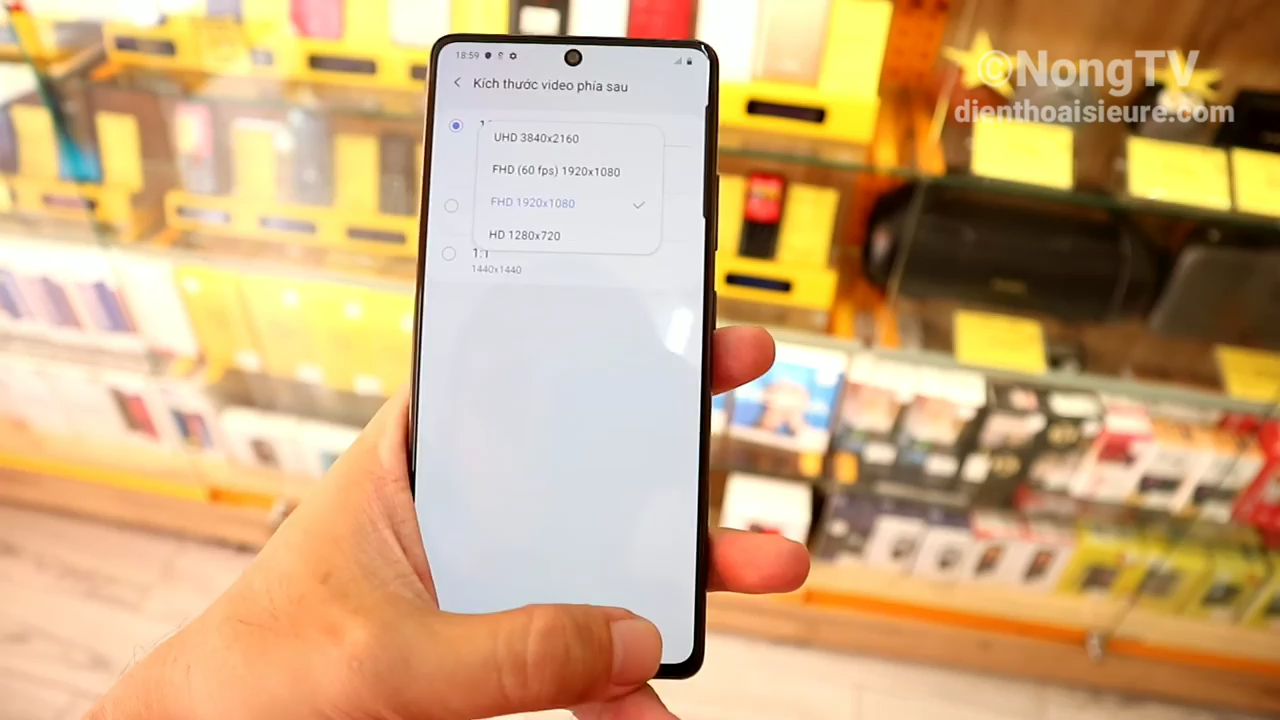 ©NongTV
dienthoaisieure.com
18:59
Kích thước video phía sau
UHD 3840x2160
FHD (60 fps) 1920x1080
FHD 1920x1080
HD 1280x720
1:1
1440x1440